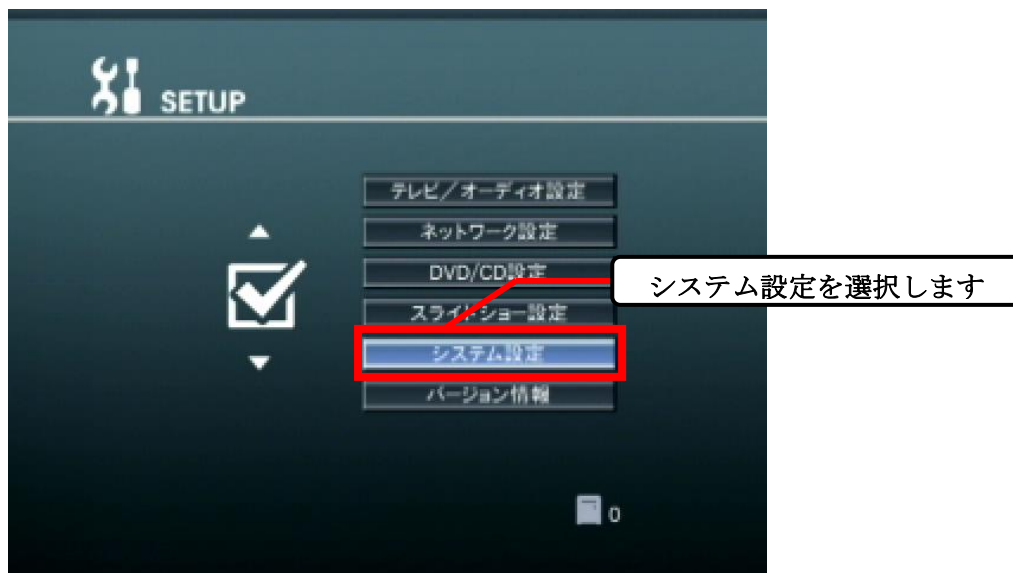 SETUP
テレビ／オーディオ設定
ネットワーク設定
DVD/CD設定
スライドショー設定
システム設定
バージョン情報
システム設定を選択します
0